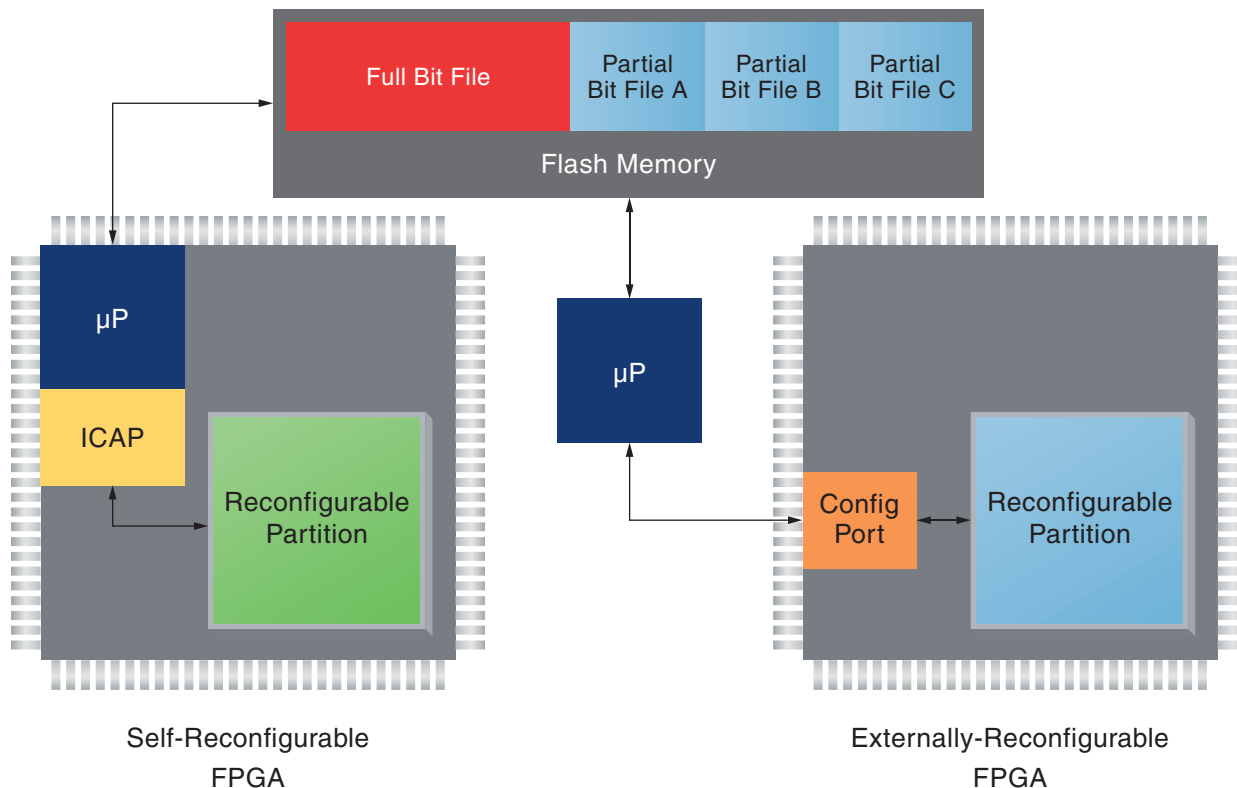 Full Bit File
Partial
Bit File A
Partial
Bit File B
Partial
Bit File C
Flash Memory
µP
ICAP
Reconfigurable
Partition
µP
Config
Port
Reconfigurable
Partition
Self-Reconfigurable
FPGA
Externally-Reconfigurable
FPGA